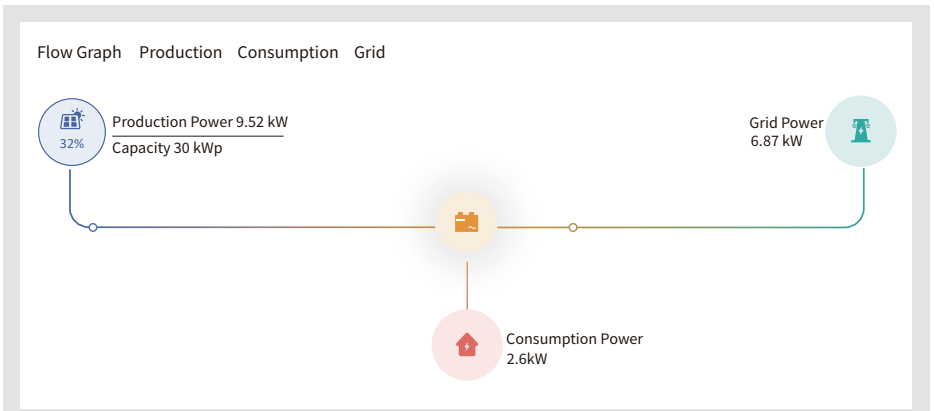 Flow Graph Production Consumption Grid
32%
Production Power 9.52 kW
Capacity 30 kWp
Grid Power
6.87 kW
Consumption Power
2.6kW